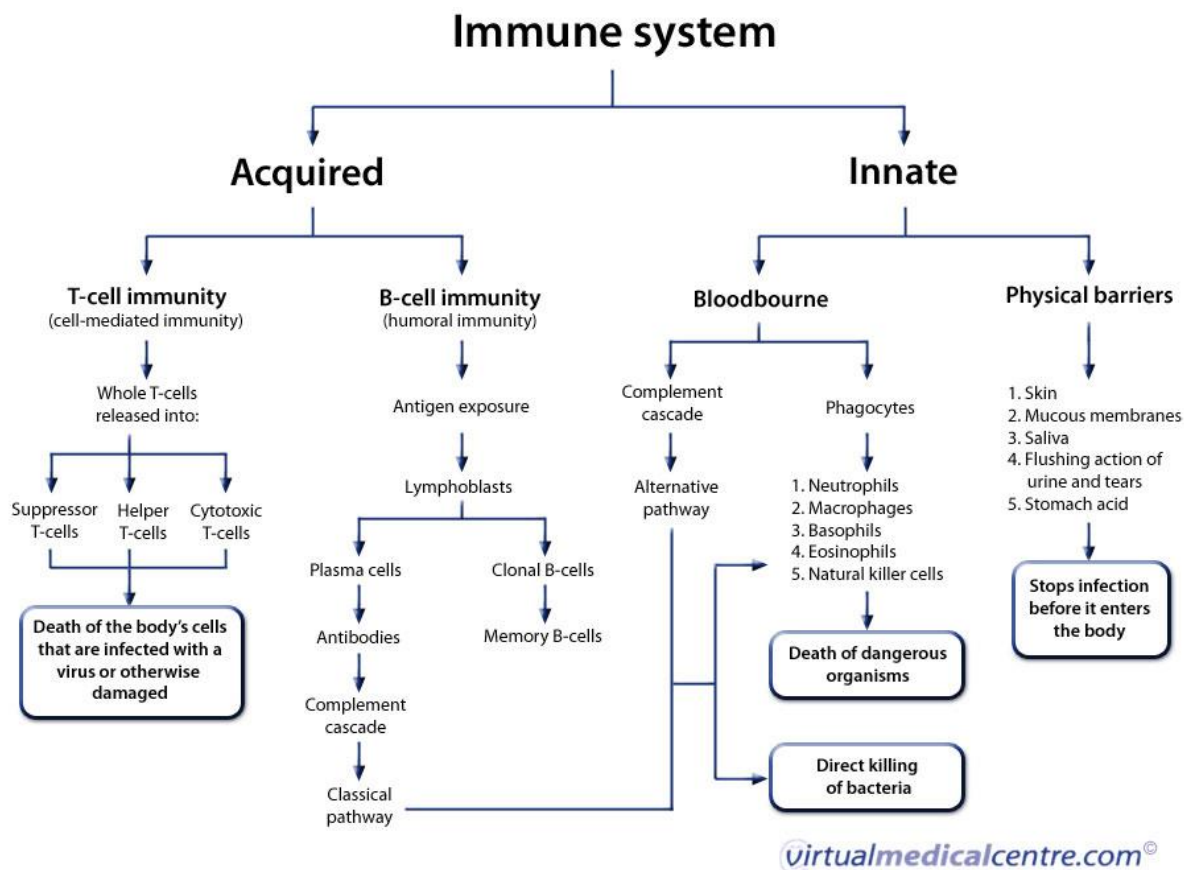 Immune system
Acquired
Innate
T-cell immunity
(cell-mediated immunity)
B-cell immunity
(humoral immunity)
Bloodbourne
Physical barriers
Whole T-cells
released into:
Antigen exposure
Complement
cascade
Phagocytes
1. Skin
2. Mucous membranes
3. Saliva
4. Flushing action of
urine and tears
5. Stomach acid
Suppressor
T-cells
Helper
T-cells
Cytotoxic
T-cells
Lymphoblasts
Alternative
pathway
1. Neutrophils
2. Macrophages
3. Basophils
4. Eosinophils
5. Natural killer cells
Plasma cells
Clonal B-cells
Stops infection
before it enters
the body
Death of the body's cells
that are infected with a
virus or otherwise
damaged
Antibodies
Memory B-cells
Death of dangerous
organisms
Complement
cascade
Direct killing
of bacteria
Classical
pathway
virtualmedicalcentre.com©